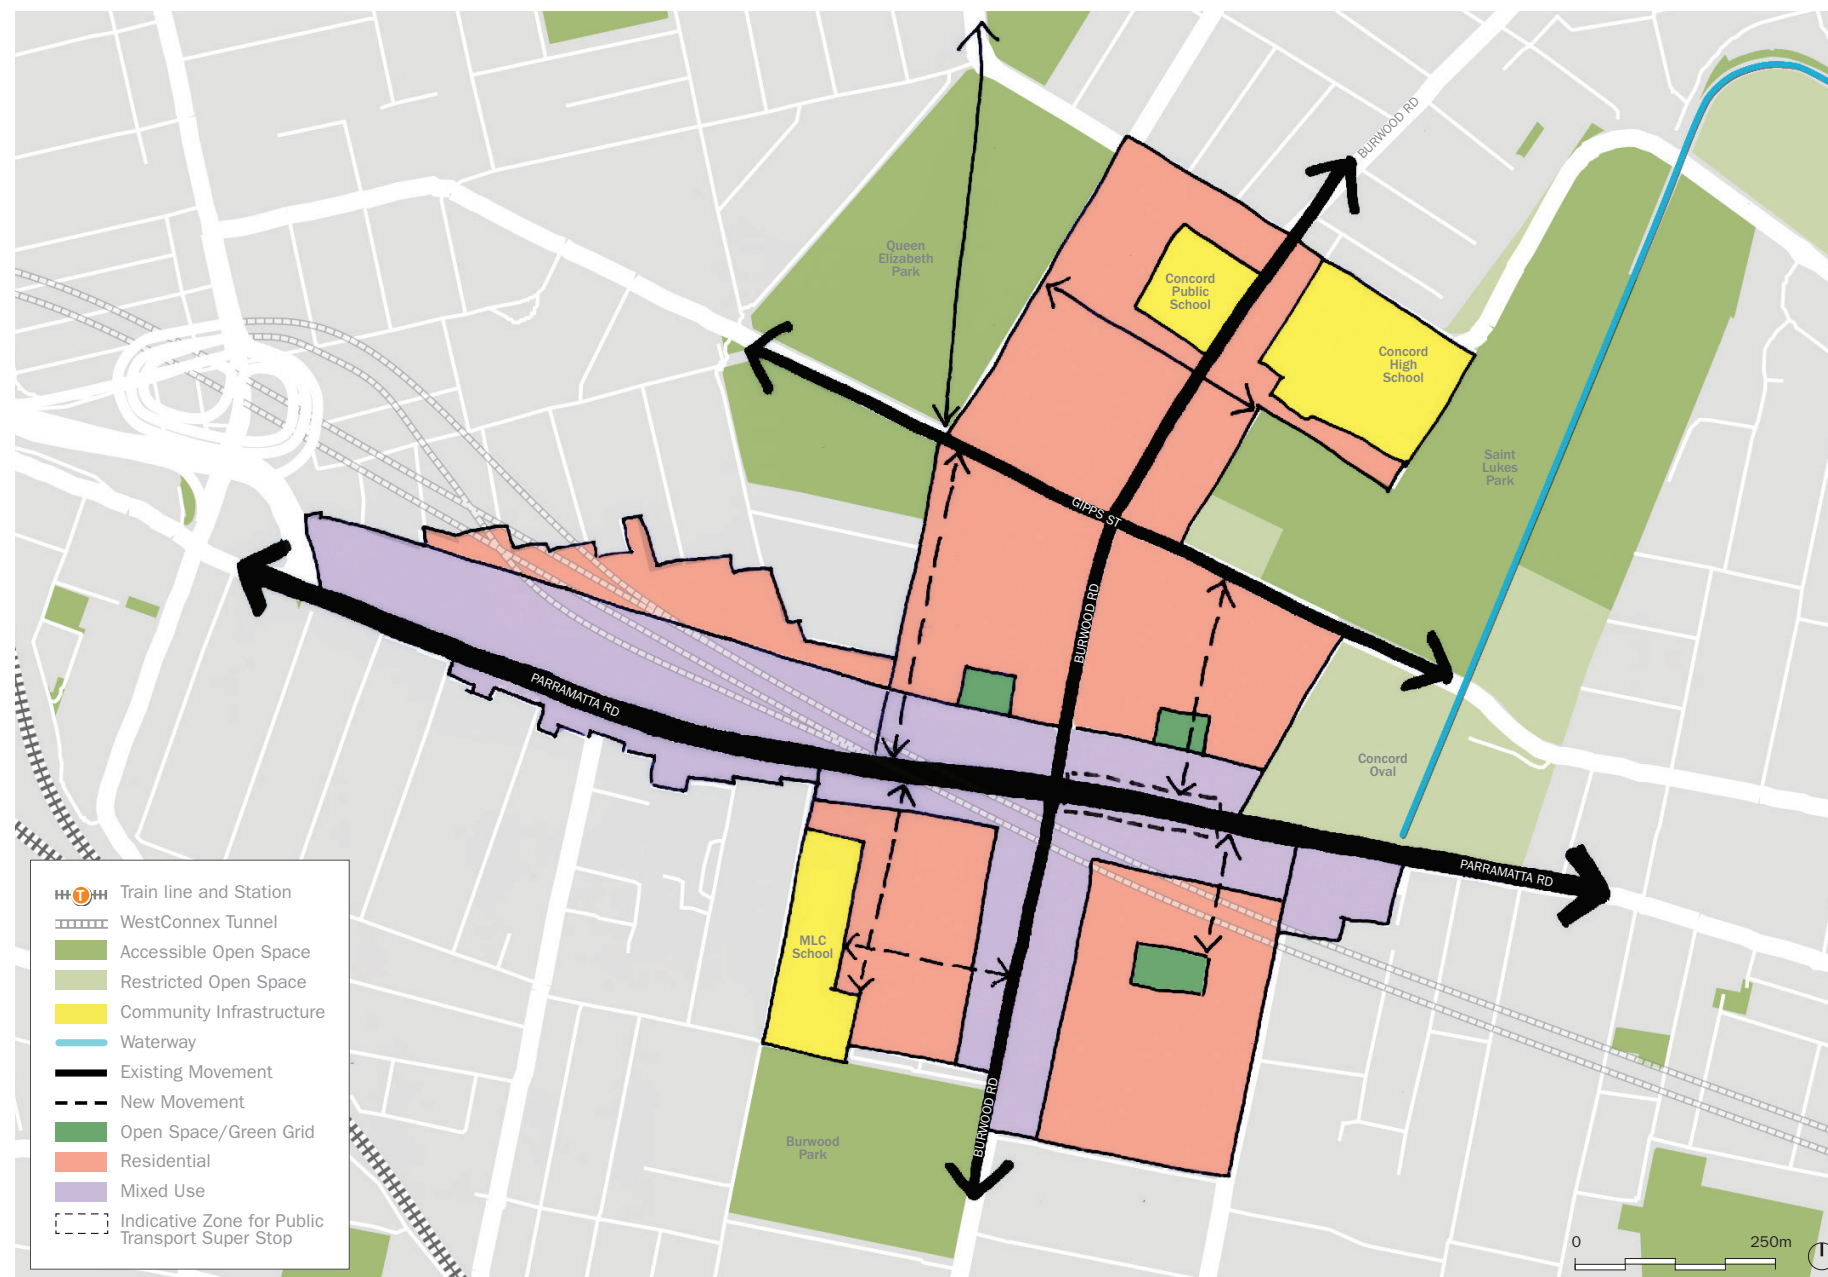 BURWOOD RD
Queen
Elizabeth
Park
Concord
Public
School
Concord
High
School
Saint
Lukes
Park
GIPPS ST
BURWOOD RD
PARRAMATTA RD
Concord
Oval
PARRAMATTA RD
MLC
School
BURWOOD RD
Burwood
Park
T
Train line and Station
WestConnex Tunnel
Accessible Open Space
Restricted Open Space
Community Infrastructure
Waterway
Existing Movement
New Movement
Open Space/Green Grid
Residential
Mixed Use
Indicative Zone for Public
Transport Super Stop
0 250m